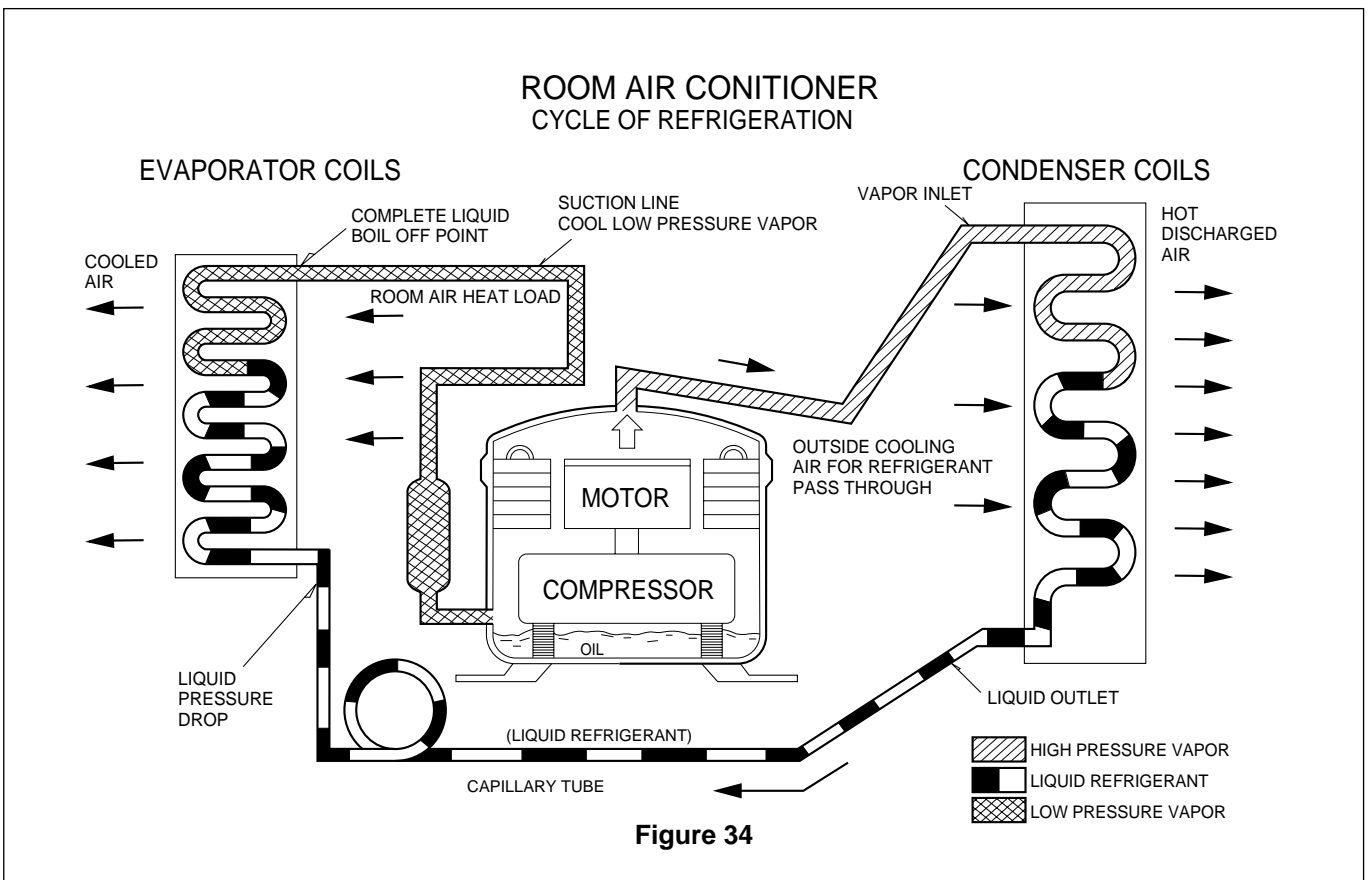 ROOM AIR CONITIONER
CYCLE OF REFRIGERATION
EVAPORATOR COILS
CONDENSER COILS
COMPLETE LIQUID
BOIL OFF POINT
SUCTION LINE
COOL LOW PRESSURE VAPOR
VAPOR INLET
HOT
DISCHARGED
AIR
COOLED
AIR
ROOM AIR HEAT LOAD
OUTSIDE COOLING
AIR FOR REFRIGERANT
PASS THROUGH
MOTOR
COMPRESSOR
OIL
LIQUID
PRESSURE
DROP
LIQUID OUTLET
(LIQUID REFRIGERANT)
CAPILLARY TUBE
HIGH PRESSURE VAPOR
LIQUID REFRIGERANT
LOW PRESSURE VAPOR
Figure 34